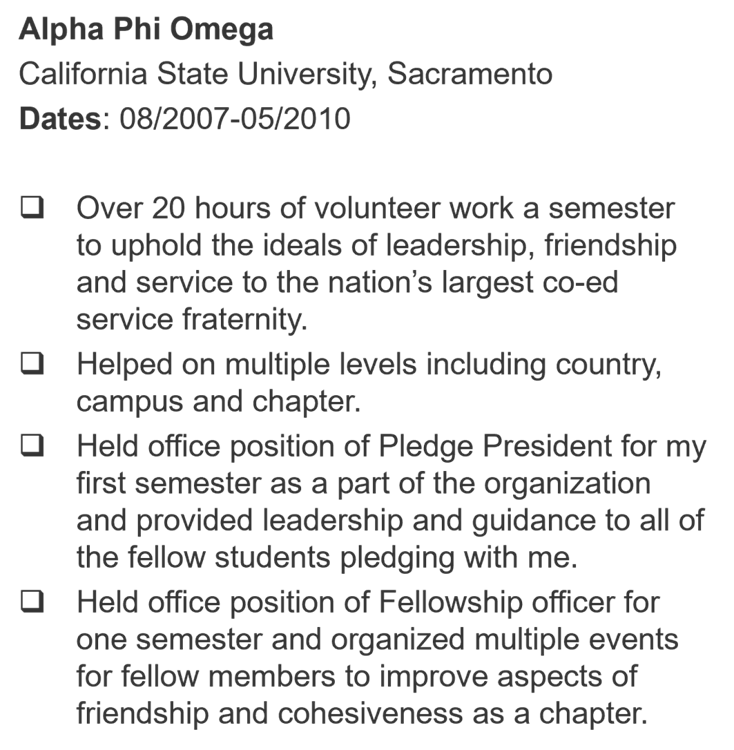 Alpha Phi Omega
California State University, Sacramento
Dates: 08/2007-05/2010
❑ Over 20 hours of volunteer work a semester
to uphold the ideals of leadership, friendship
and service to the nation’s largest co-ed
service fraternity.
❑ Helped on multiple levels including country,
campus and chapter.
❑ Held office position of Pledge President for my
first semester as a part of the organization
and provided leadership and guidance to all of
the fellow students pledging with me.
❑ Held office position of Fellowship officer for
one semester and organized multiple events
for fellow members to improve aspects of
friendship and cohesiveness as a chapter.